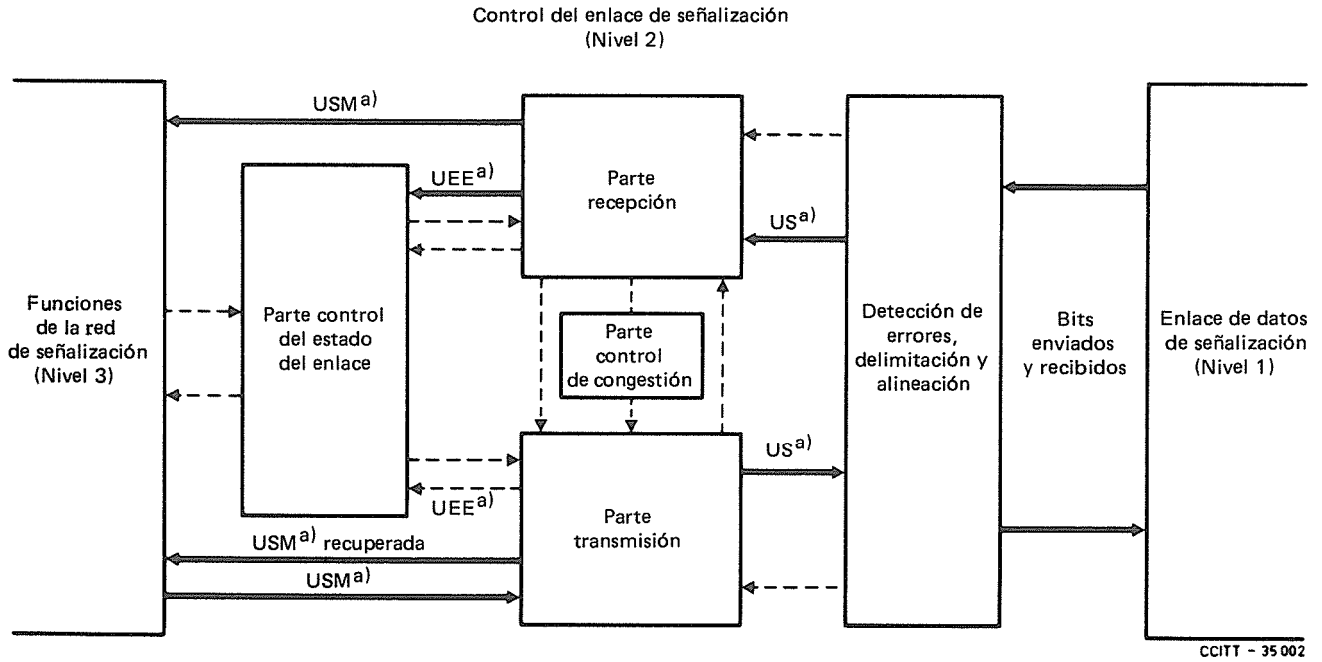 Control del enlace de señalización
(Nivel 2)
USM a)
UEE a)
Parte
recepción
US a)
Funciones
de la red
de señalización
(Nivel 3)
Parte control
del estado
del enlace
Parte
control
de congestión
Detección de
errores,
delimitación y
alineación
Bits
enviados
y recibidos
Enlace de datos
de señalización
(Nivel 1)
US a)
UEE a)
Parte
transmisión
USM a) recuperada
USM a)
CCITT - 35 002